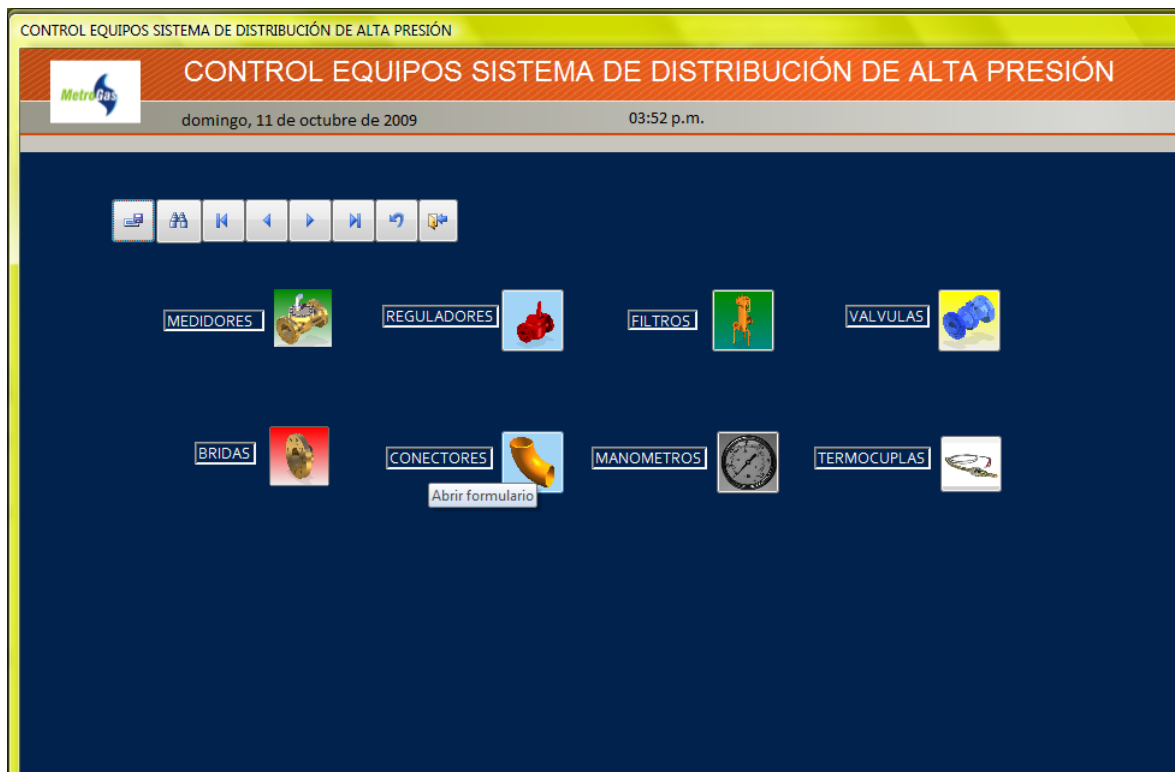 CONTROL EQUIPOS SISTEMA DE DISTRIBUCIÓN DE ALTA PRESIÓN
CONTROL EQUIPOS SISTEMA DE DISTRIBUCIÓN DE ALTA PRESIÓN
MetroGas
domingo, 11 de octubre de 2009 03:52 p.m.
MEDIDORES REGULADORES FILTROS VALVULAS
BRIDAS CONECTORES MANOMETROS TERMOCUPLAS
Abrir formulario